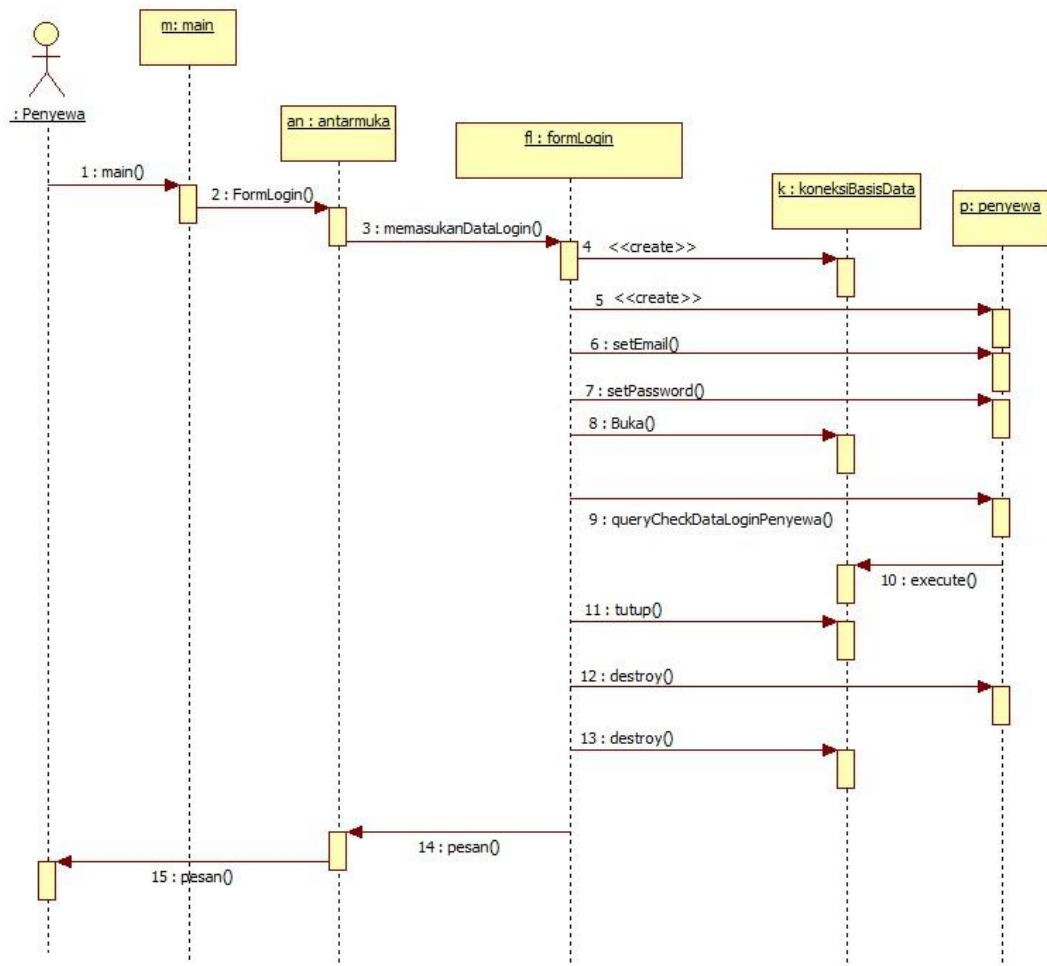 m: main
: Penyewa
an : antarmuka
fl : formLogin
k : koneksiBasisData
p: penyewa
1 : main()
2 : FormLogin()
3 : memasukanDataLogin()
4 <<create>>
5 <<create>>
6 : setEmail()
7 : setPassword()
8 : Buka()
9 : queryCheckDataLoginPenyewa()
10 : execute()
11 : tutup()
12 : destroy()
13 : destroy()
14 : pesan()
15 : pesan()